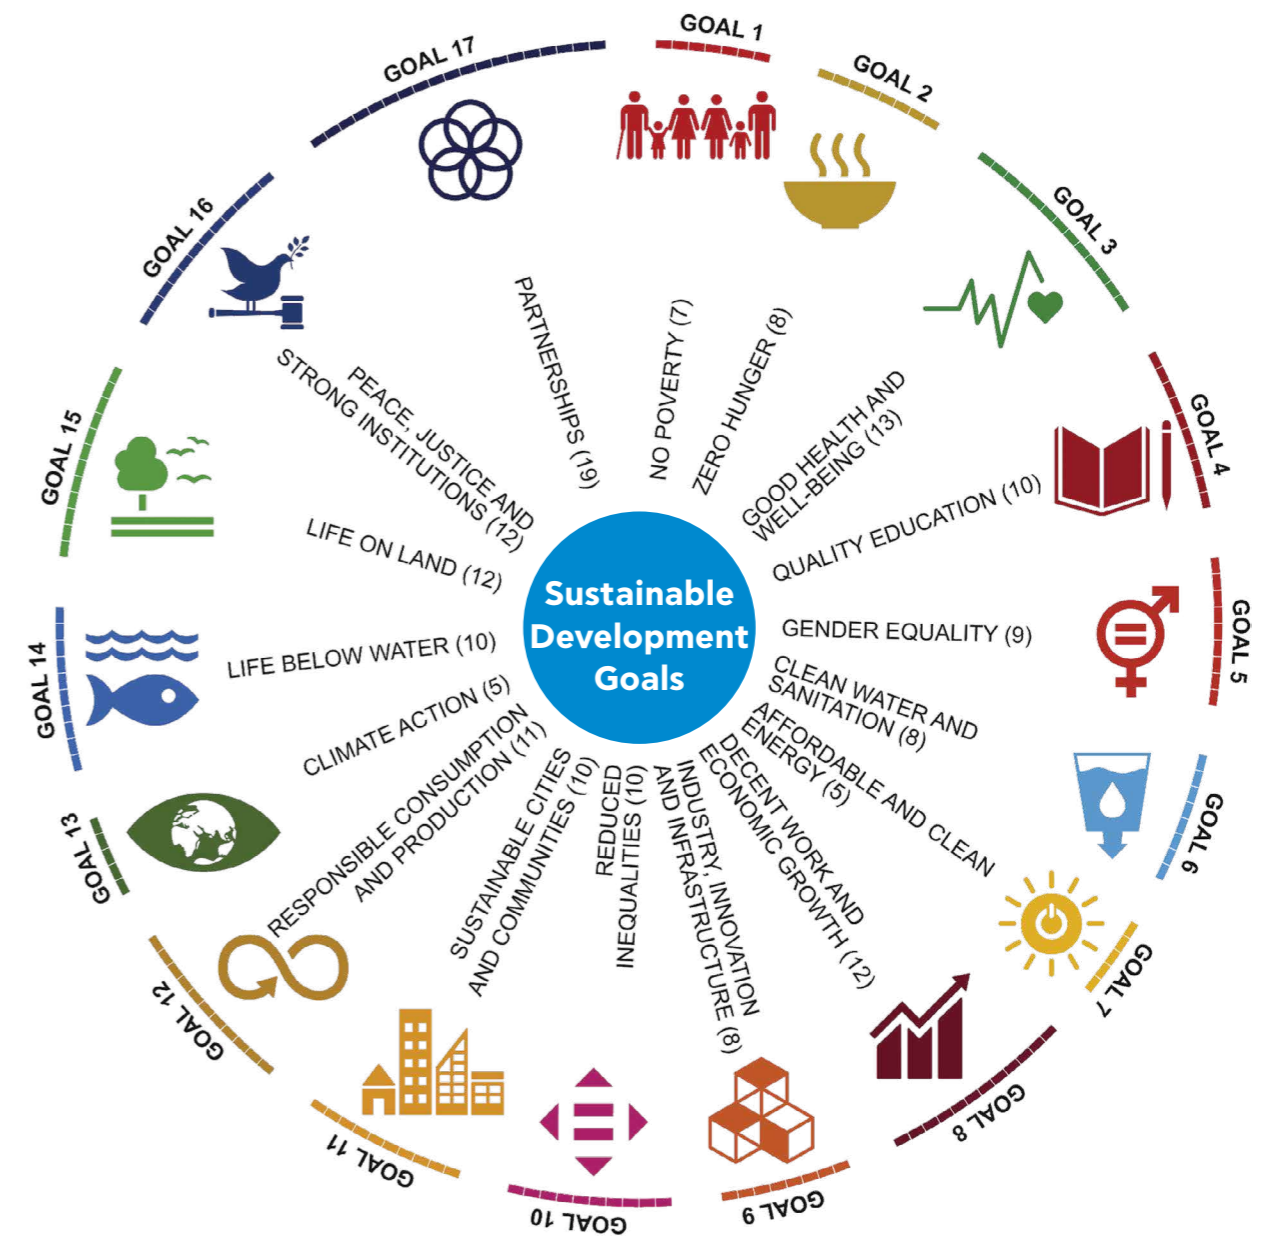 GOAL 1
GOAL 2
GOAL 3
GOAL 4
GOAL 5
GOAL 6
GOAL 7
GOAL 8
GOAL 9
GOAL 10
GOAL 11
GOAL 12
GOAL 13
GOAL 14
GOAL 15
GOAL 16
GOAL 17
NO POVERTY (7)
ZERO HUNGER (8)
GOOD HEALTH AND
WELL-BEING (13)
QUALITY EDUCATION (10)
GENDER EQUALITY (9)
CLEAN WATER AND
SANITATION (8)
AFFORDABLE AND CLEAN
ENERGY (5)
DECENT WORK AND
ECONOMIC GROWTH (12)
INDUSTRY, INNOVATION
AND INFRASTRUCTURE (8)
REDUCED
INEQUALITIES (10)
SUSTAINABLE CITIES
AND COMMUNITIES (10)
RESPONSIBLE CONSUMPTION
AND PRODUCTION (11)
CLIMATE ACTION (5)
LIFE BELOW WATER (10)
LIFE ON LAND (12)
PEACE, JUSTICE AND
STRONG INSTITUTIONS (12)
PARTNERSHIPS (19)
Sustainable
Development
Goals